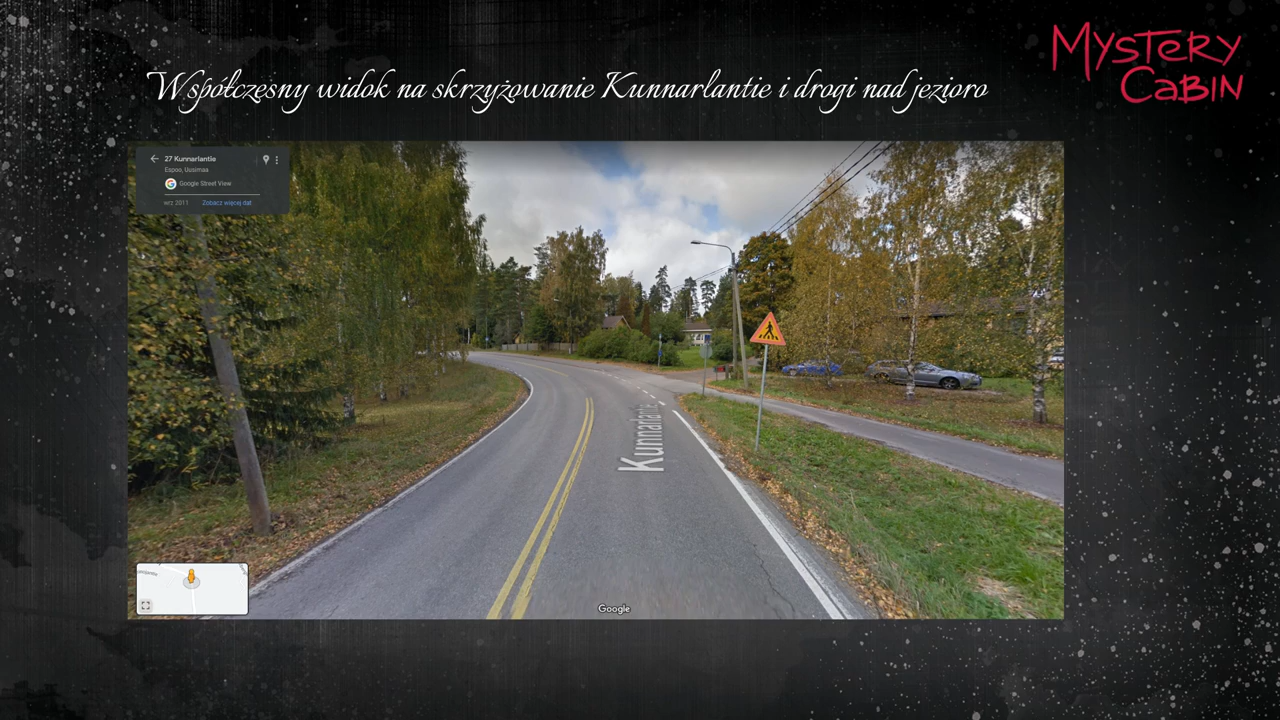 Współczesny widok na skrzyżowanie Kunnarlantie i drogi nad jezioro
MYSTERY
CABIN
27 Kunnarlantie
Espoo, Uusimaa
Google Street View
wrz 2011 Zobacz więcej dat
Kunnarlantie
Google